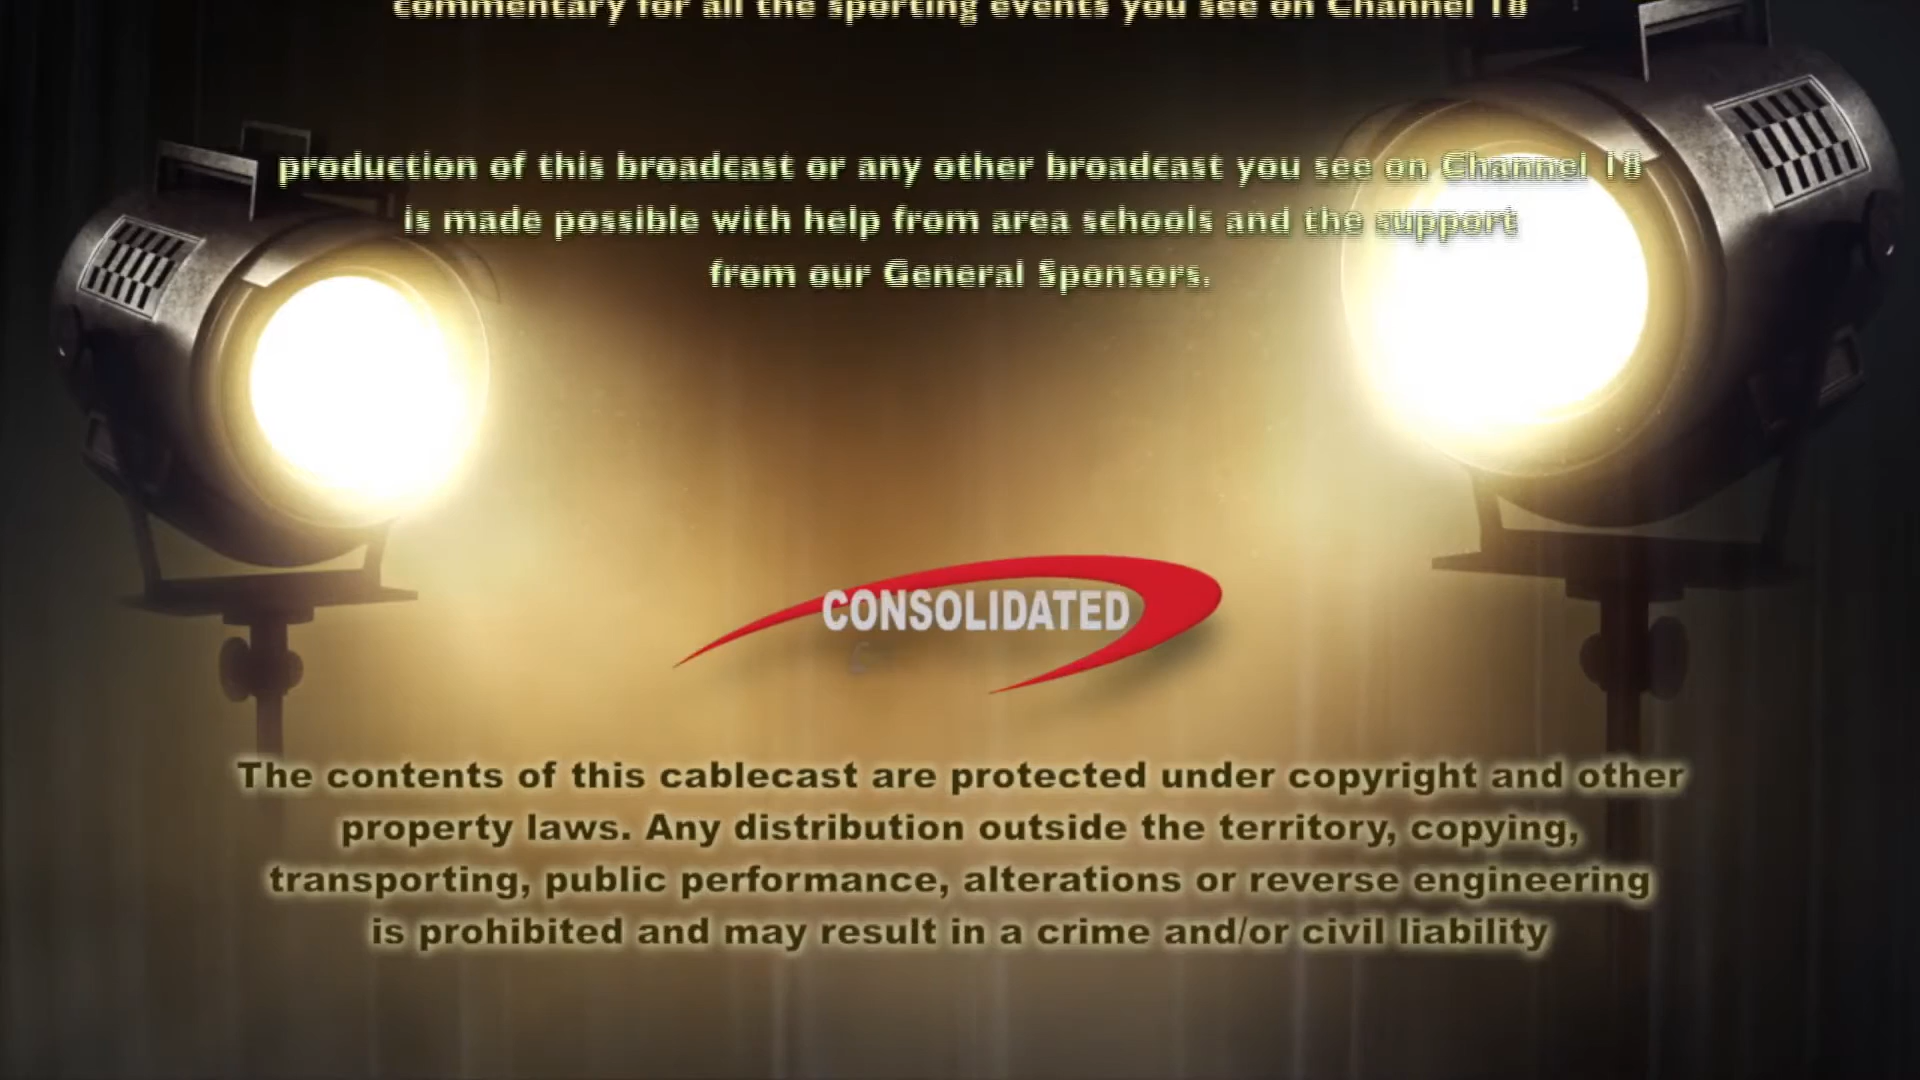 commentary for all the sporting events you see on Channel 18
production of this broadcast or any other broadcast you see on Channel 18
is made possible with help from area schools and the support
from our General Sponsors.
CONSOLIDATED
The contents of this cablecast are protected under copyright and other
property laws. Any distribution outside the territory, copying,
transporting, public performance, alterations or reverse engineering
is prohibited and may result in a crime and/or civil liability